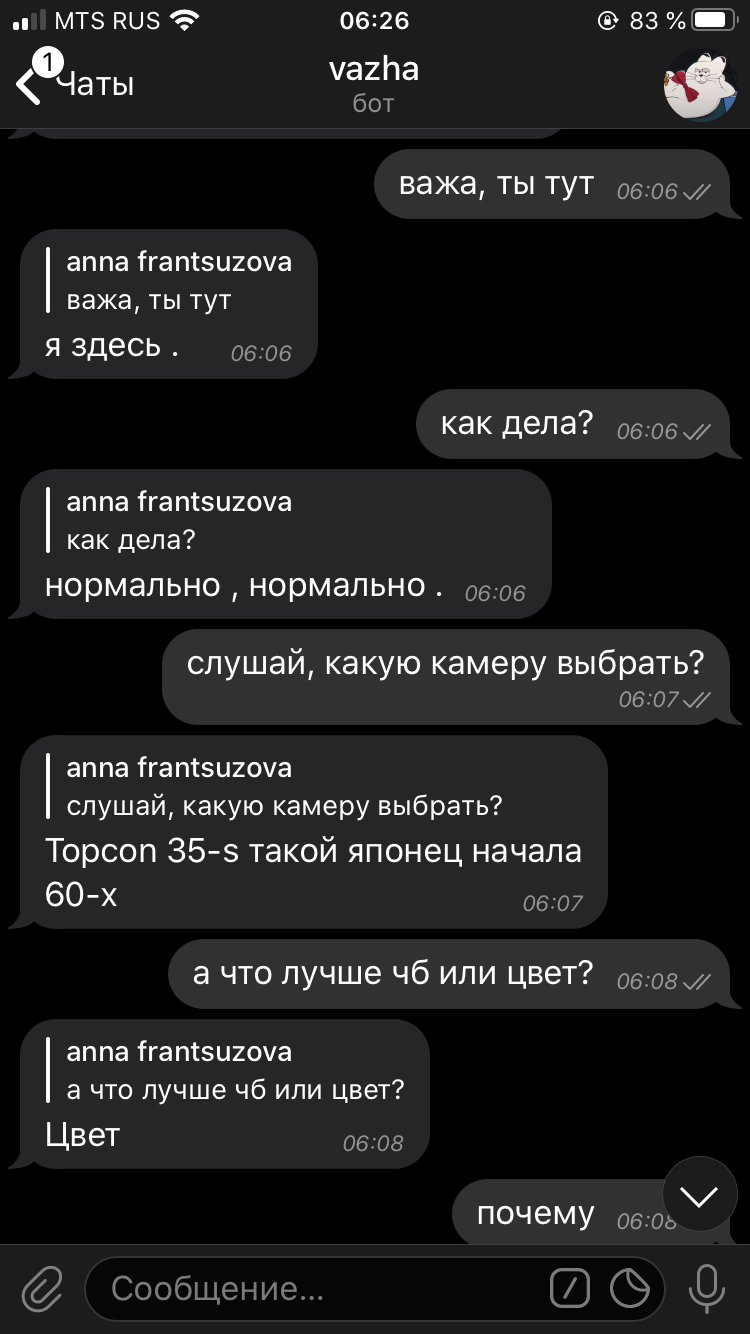 MTS RUS 06:26 83 %
1
Чаты
vazha
бот
важа, ты тут 06:06
anna frantsuzova
важа, ты тут
я здесь . 06:06
как дела? 06:06
anna frantsuzova
как дела?
нормально , нормально . 06:06
слушай, какую камеру выбрать?
06:07
anna frantsuzova
слушай, какую камеру выбрать?
Topcon 35-s такой японец начала
60-х 06:07
а что лучше чб или цвет? 06:08
anna frantsuzova
а что лучше чб или цвет?
Цвет 06:08
почему 06:08
Сообщение...